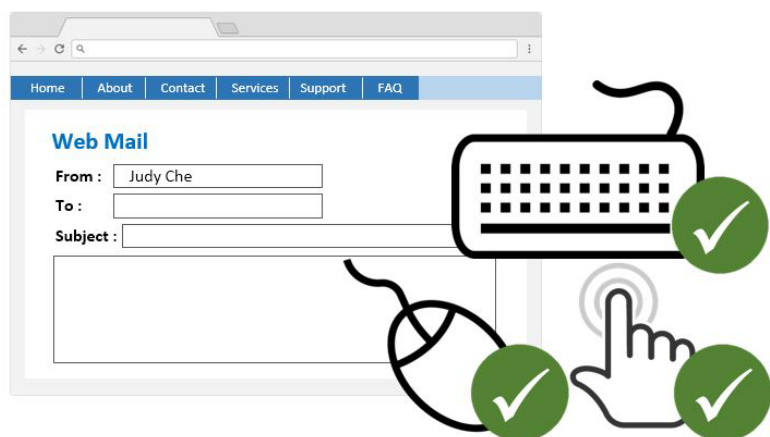 Home About Contact Services Support FAQ
Web Mail
From : Judy Che
To :
Subject :